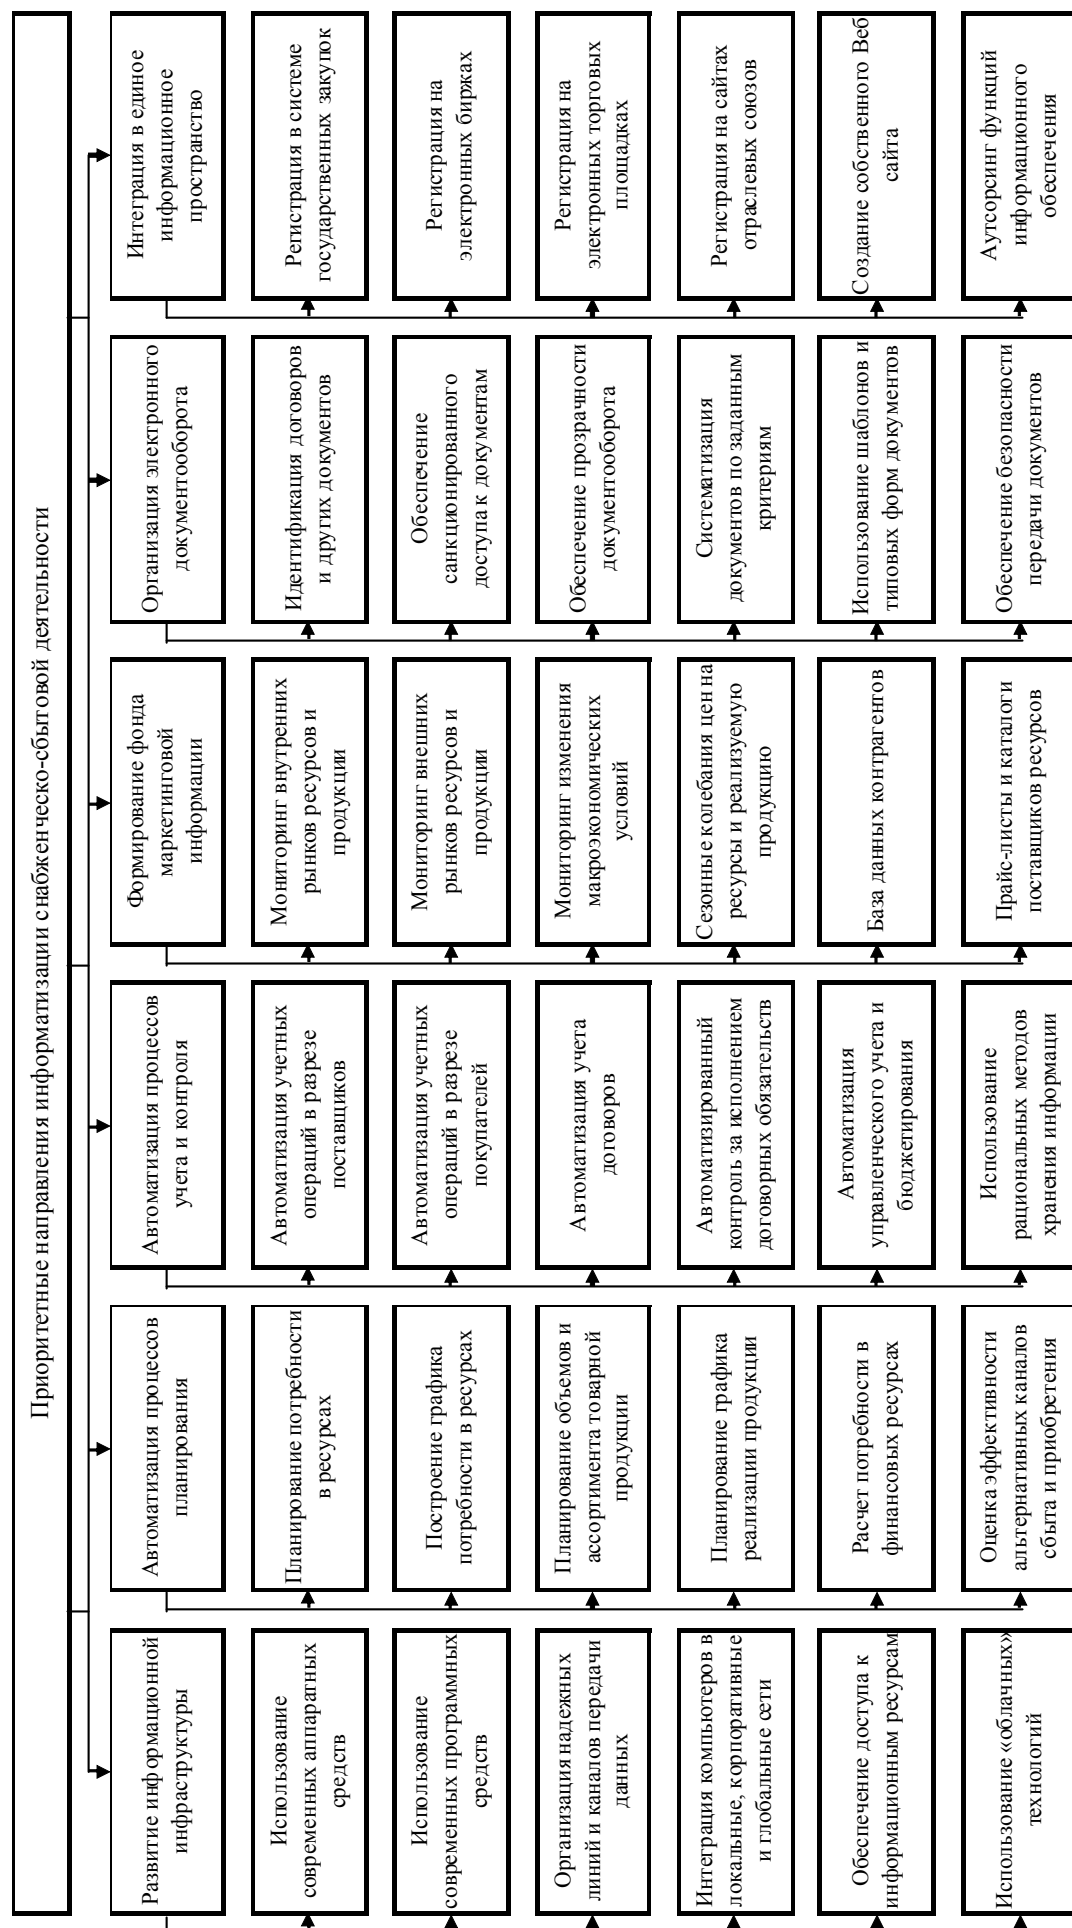 Приоритетные направления информатизации снабженческо-сбытовой деятельности
Развитие информационной
инфраструктуры
Использование
современных аппаратных
средств
Использование
современных программных
средств
Организация надежных
линий и каналов передачи
данных
Интеграция компьютеров в
локальные, корпоративные
и глобальные сети
Обеспечение доступа к
информационным ресурсам
Использование «облачных»
технологий
Автоматизация процессов
планирования
Планирование потребности
в ресурсах
Построение графика
потребности в ресурсах
Планирование объемов и
ассортимента товарной
продукции
Планирование графика
реализации продукции
Расчет потребности в
финансовых ресурсах
Оценка эффективности
альтернативных каналов
сбыта и приобретения
Автоматизация процессов
учета и контроля
Автоматизация учетных
операций в разрезе
поставщиков
Автоматизация учетных
операций в разрезе
покупателей
Автоматизация учета
договоров
Автоматизированный
контроль за исполнением
договорных обязательств
Автоматизация
управленческого учета и
бюджетирования
Использование
рациональных методов
хранения информации
Формирование фонда
маркетинговой
информации
Мониторинг внутренних
рынков ресурсов и
продукции
Мониторинг внешних
рынков ресурсов и
продукции
Мониторинг изменения
макроэкономических
условий
Сезонные колебания цен на
ресурсы и реализуемую
продукцию
База данных контрагентов
Прайс-листы и каталоги
поставщиков ресурсов
Организация электронного
документооборота
Идентификация договоров
и других документов
Обеспечение
санкционированного
доступа к документам
Обеспечение прозрачности
документооборота
Систематизация
документов по заданным
критериям
Использование шаблонов и
типовых форм документов
Обеспечение безопасности
передачи документов
Интеграция в единое
информационное
пространство
Регистрация в системе
государственных закупок
Регистрация на
электронных биржах
Регистрация на
электронных торговых
площадках
Регистрация на сайтах
отраслевых союзов
Создание собственного Веб
сайта
Аутсорсинг функций
информационного
обеспечения